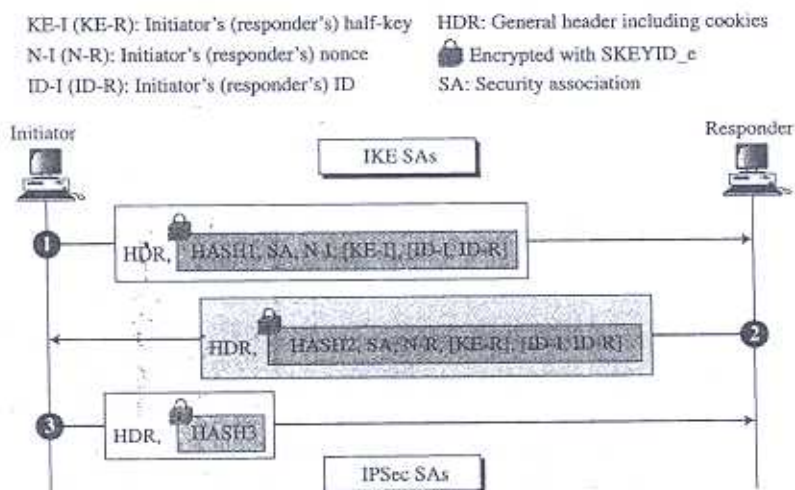 KE-I (KE-R): Initiator's (responder's) half-key
HDR: General header including cookies
N-I (N-R): Initiator's (responder's) nonce
Encrypted with SKEYID_e
ID-I (ID-R): Initiator's (responder's) ID
SA: Security association
Initiator
Responder
IKE SAs
1
HDR, HASH1, SA, N-I, [KE-I], [ID-I, ID-R]
HDR, HASH2, SA, N-R, [KE-R], [ID-I, ID-R]
2
3
HDR, HASH3
IPSec SAs